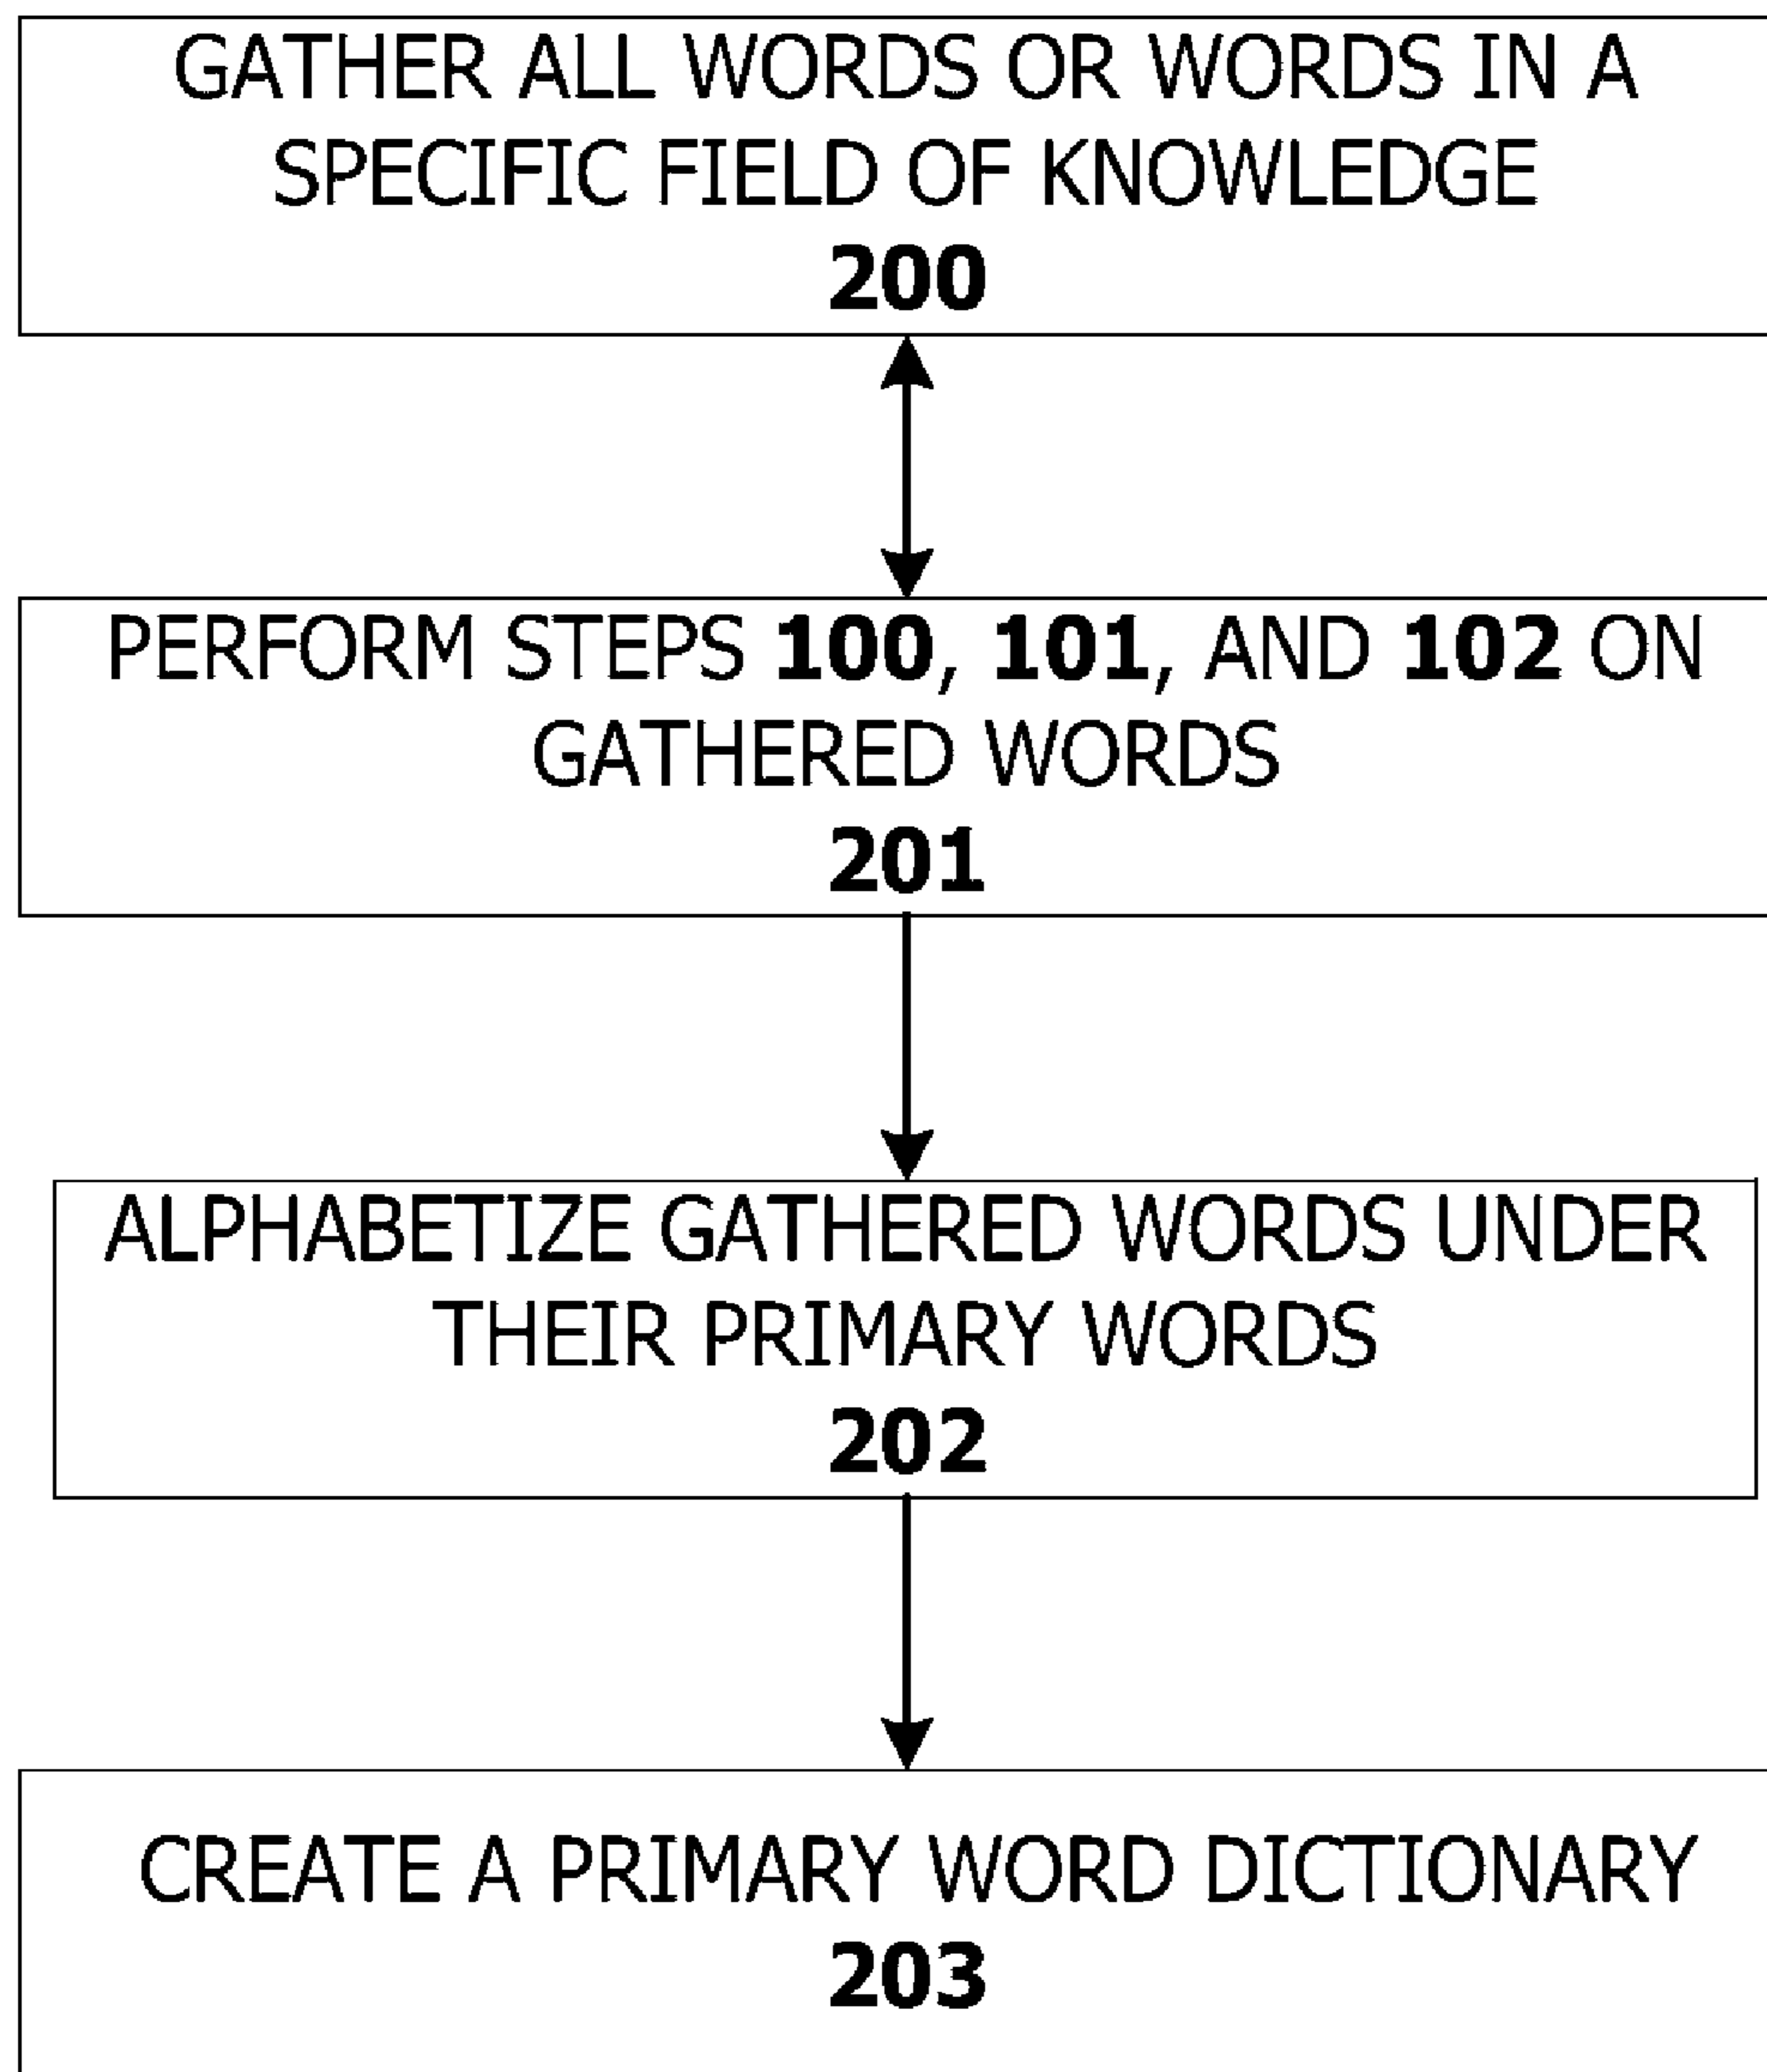 GATHER ALL WORDS OR WORDS IN A
SPECIFIC FIELD OF KNOWLEDGE
200
PERFORM STEPS 100, 101, AND 102 ON
GATHERED WORDS
201
ALPHABETIZE GATHERED WORDS UNDER
THEIR PRIMARY WORDS
202
CREATE A PRIMARY WORD DICTIONARY
203